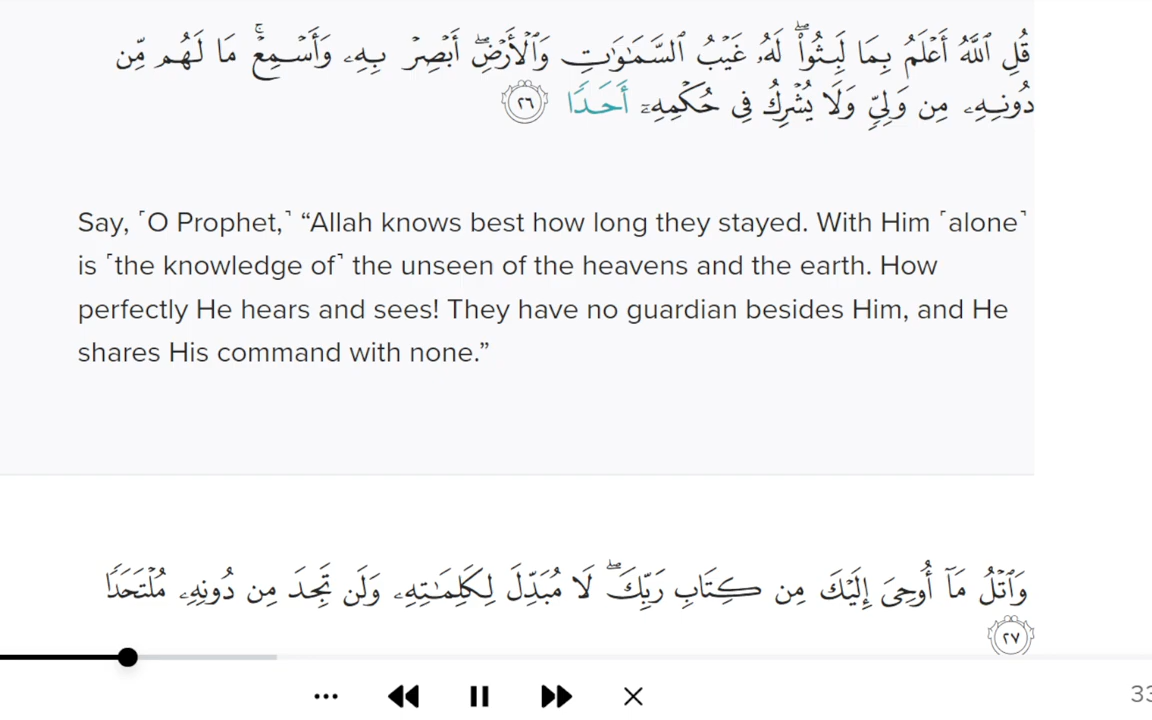 قُلِ ٱللَّهُ أَعْلَمُ بِمَا لَبِثُوا۟ ۖ لَهُۥ غَيْبُ ٱلسَّمَـٰوَٰتِ وَٱلْأَرْضِ ۖ أَبْصِرْ بِهِۦ وَأَسْمِعْ ۚ مَا لَهُم مِّن
دُونِهِۦ مِن وَلِىٍّ وَلَا يُشْرِكُ فِى حُكْمِهِۦٓ أَحَدًا ٢٦
Say, ˹O Prophet,˺ “Allah knows best how long they stayed. With Him ˹alone˺
is ˹the knowledge of˺ the unseen of the heavens and the earth. How
perfectly He hears and sees! They have no guardian besides Him, and He
shares His command with none.”
وَٱتْلُ مَآ أُوحِىَ إِلَيْكَ مِن كِتَابِ رَبِّكَ ۖ لَا مُبَدِّلَ لِكَلِمَـٰتِهِۦ وَلَن تَجِدَ مِن دُونِهِۦ مُلْتَحَدًا
٢٧